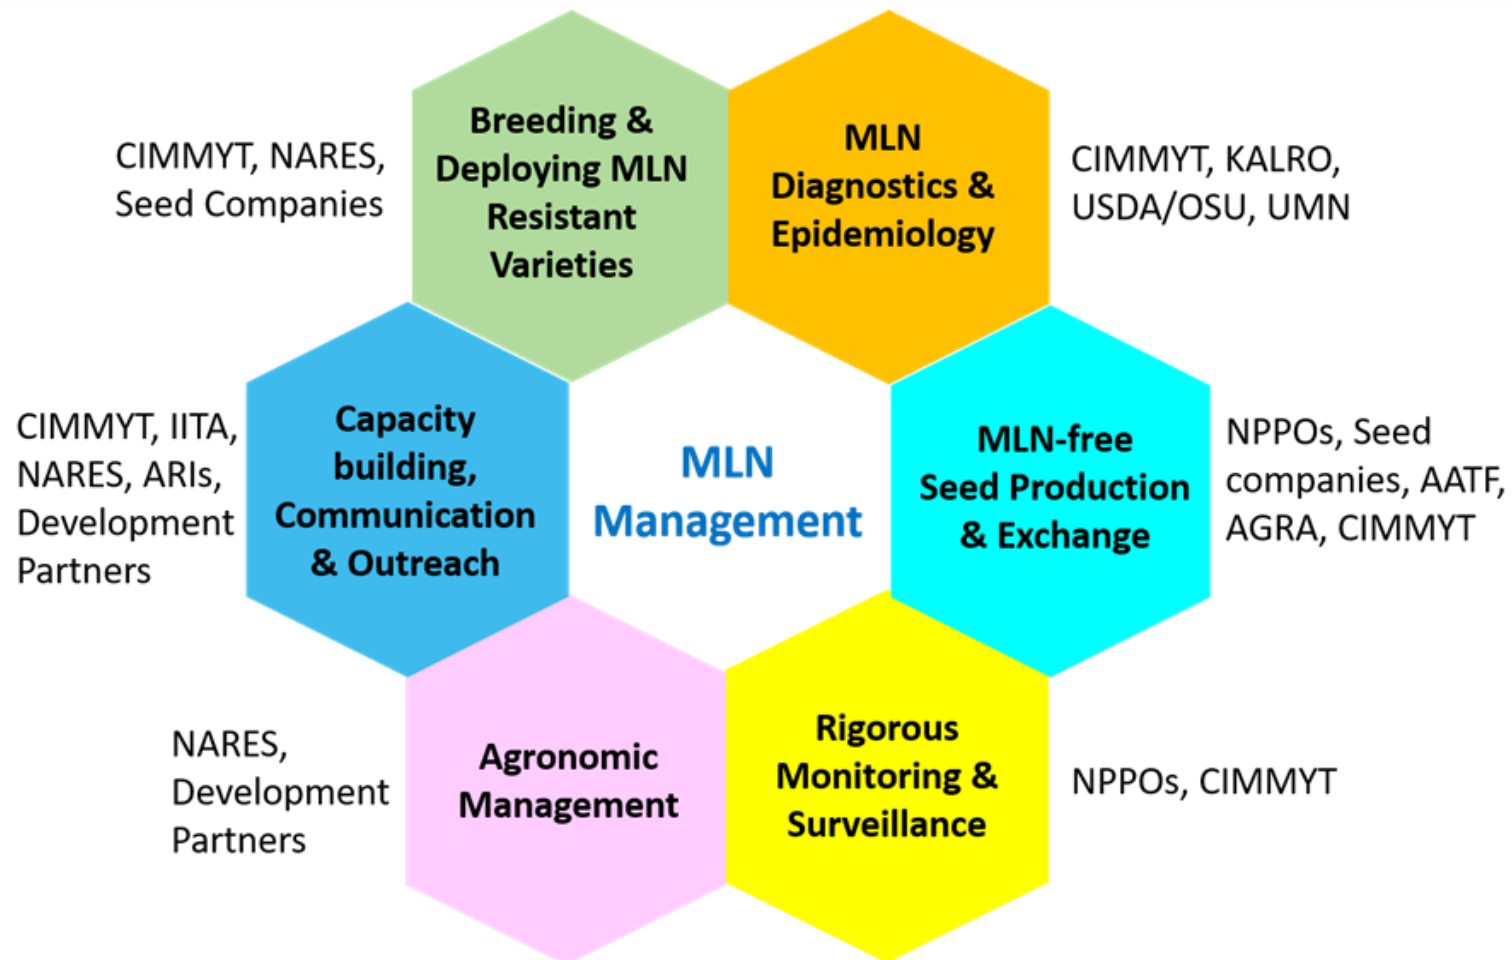 Breeding &
Deploying MLN
Resistant
Varieties
MLN
Diagnostics &
Epidemiology
CIMMYT, NARES,
Seed Companies
CIMMYT, KALRO,
USDA/OSU, UMN
CIMMYT, IITA,
NARES, ARIs,
Development
Partners
Capacity
building,
Communication
& Outreach
MLN
Management
MLN-free
Seed Production
& Exchange
NPPOs, Seed
companies, AATF,
AGRA, CIMMYT
NARES,
Development
Partners
Agronomic
Management
Rigorous
Monitoring &
Surveillance
NPPOs, CIMMYT